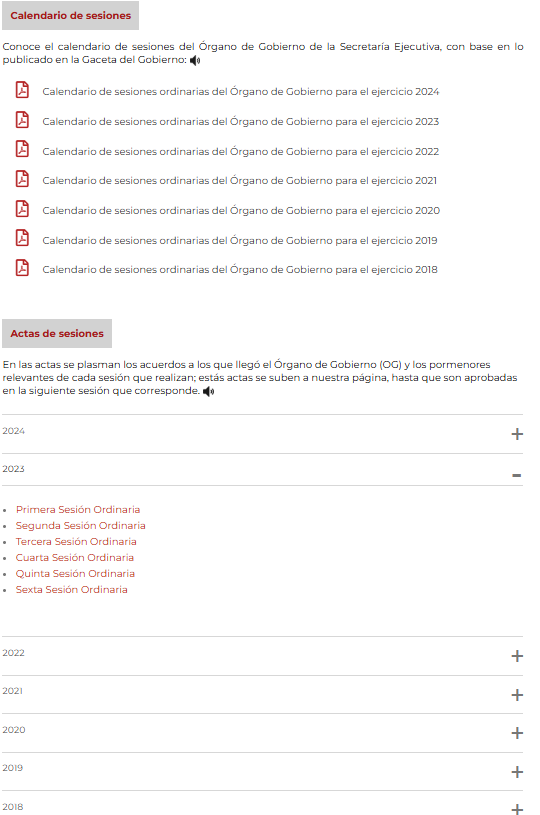 Calendario de sesiones
Conoce el calendario de sesiones del Órgano de Gobierno de la Secretaría Ejecutiva, con base en lo
publicado en la Gaceta del Gobierno:
Calendario de sesiones ordinarias del Órgano de Gobierno para el ejercicio 2024
Calendario de sesiones ordinarias del Órgano de Gobierno para el ejercicio 2023
Calendario de sesiones ordinarias del Órgano de Gobierno para el ejercicio 2022
Calendario de sesiones ordinarias del Órgano de Gobierno para el ejercicio 2021
Calendario de sesiones ordinarias del Órgano de Gobierno para el ejercicio 2020
Calendario de sesiones ordinarias del Órgano de Gobierno para el ejercicio 2019
Calendario de sesiones ordinarias del Órgano de Gobierno para el ejercicio 2018
Actas de sesiones
En las actas se plasman los acuerdos a los que llegó el Órgano de Gobierno (OG) y los pormenores
relevantes de cada sesión que realizan; estás actas se suben a nuestra página, hasta que son aprobadas
en la siguiente sesión que corresponde.
2024 +
2023 -
• Primera Sesión Ordinaria
• Segunda Sesión Ordinaria
• Tercera Sesión Ordinaria
• Cuarta Sesión Ordinaria
• Quinta Sesión Ordinaria
• Sexta Sesión Ordinaria
2022 +
2021 +
2020 +
2019 +
2018 +